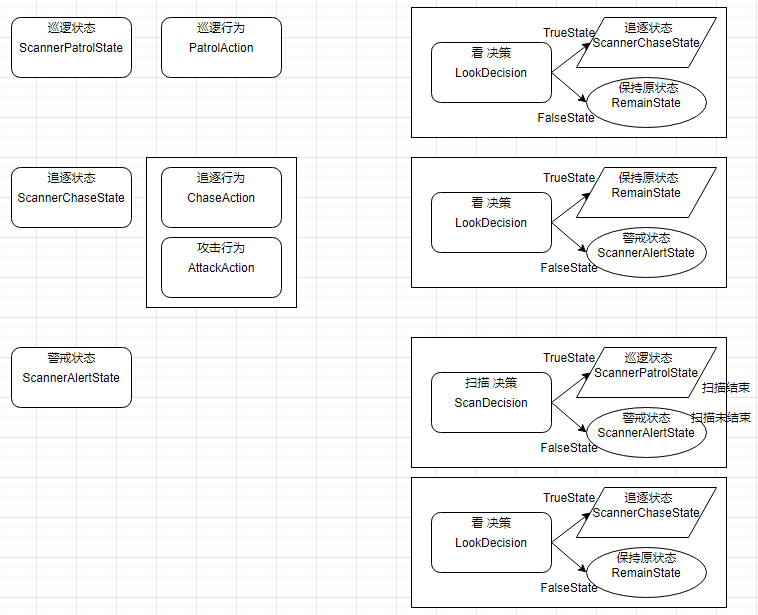 巡逻状态
ScannerPatrolState
巡逻行为
PatrolAction
看 决策
LookDecision
TrueState
追逐状态
ScannerChaseState
FalseState
保持原状态
RemainState
追逐状态
ScannerChaseState
追逐行为
ChaseAction
攻击行为
AttackAction
看 决策
LookDecision
TrueState
保持原状态
RemainState
FalseState
警戒状态
ScannerAlertState
警戒状态
ScannerAlertState
扫描 决策
ScanDecision
TrueState
巡逻状态
ScannerPatrolState
扫描结束
FalseState
警戒状态
ScannerAlertState
扫描未结束
看 决策
LookDecision
TrueState
追逐状态
ScannerChaseState
FalseState
保持原状态
RemainState